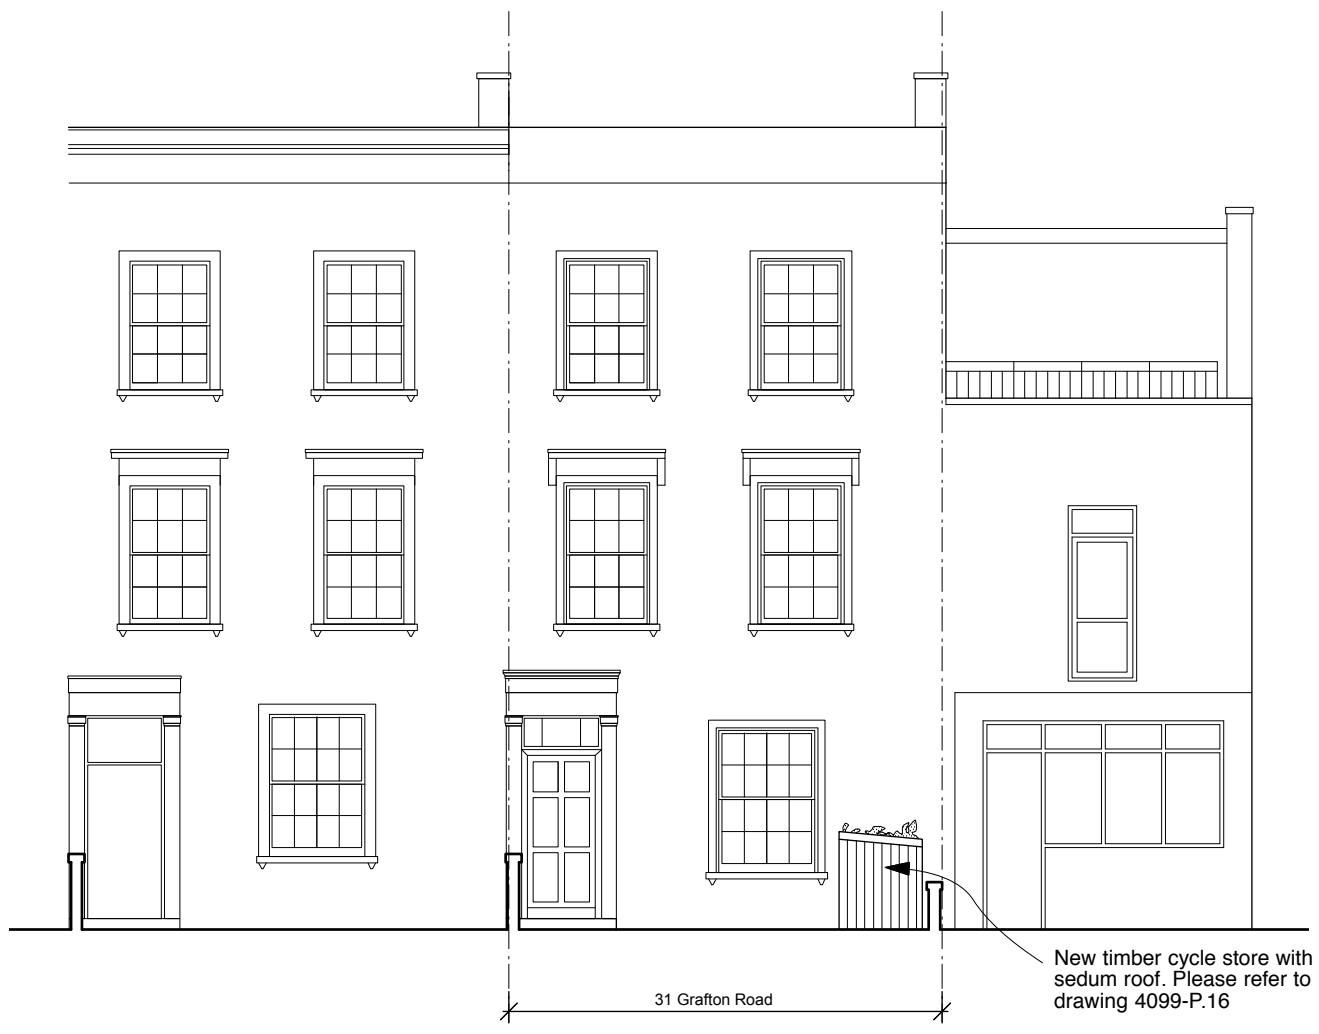 New timber cycle store with
sedum roof. Please refer to
drawing 4099-P.16
31 Grafton Road